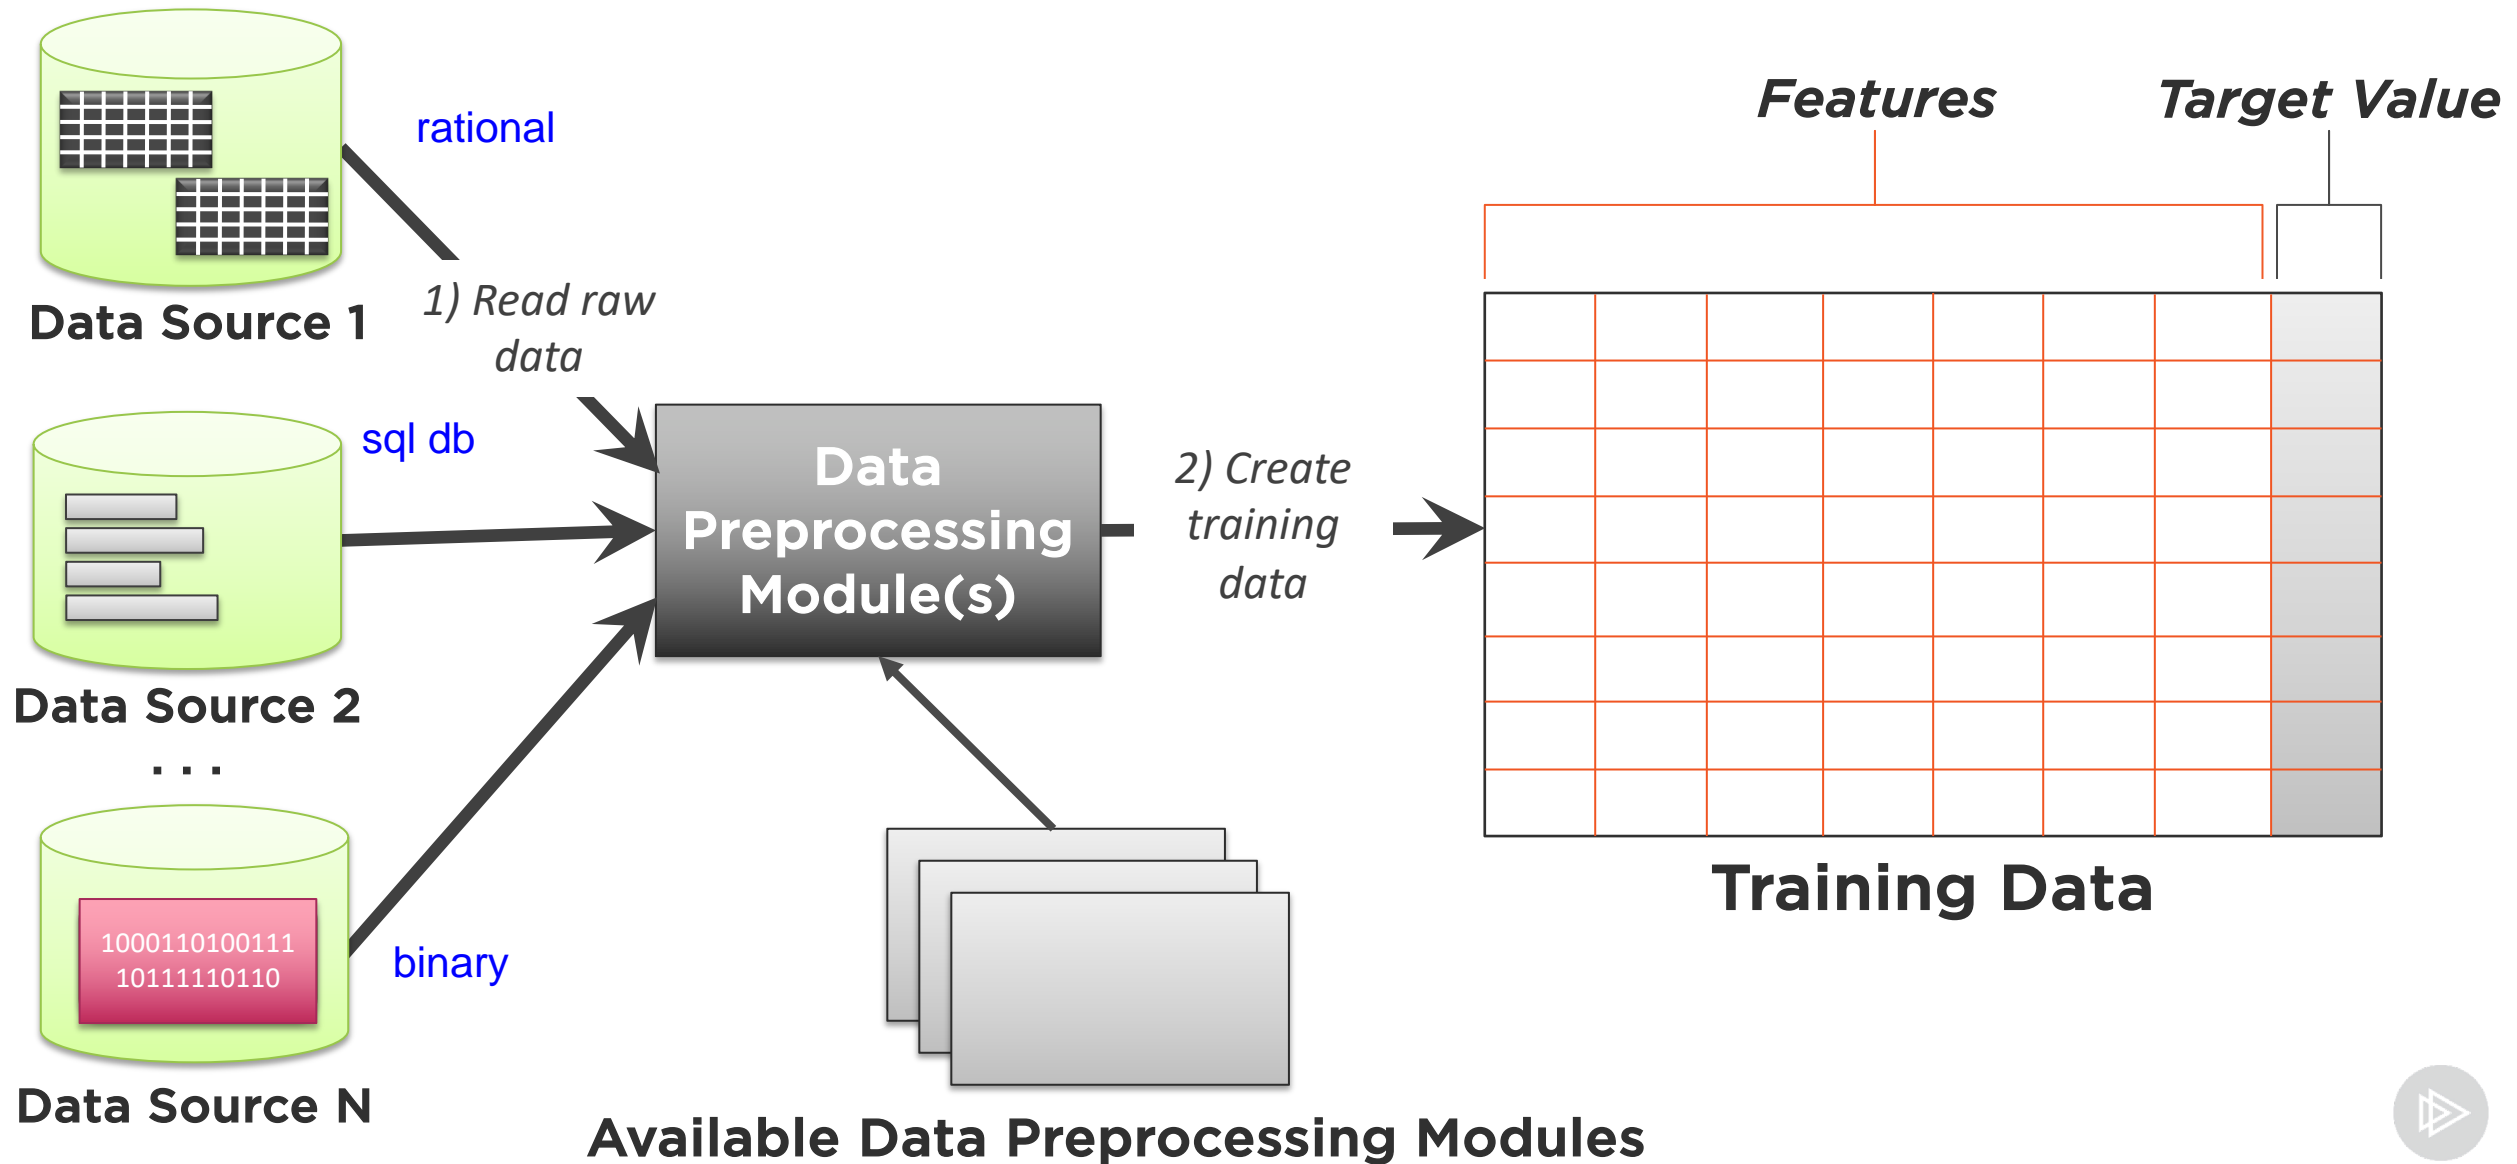 rational
Features
Target Value
Data Source 1
1) Read raw
data
sql db
Data
Preprocessing
Module(s)
2) Create
training
data
Data Source 2
. . .
1000110100111
10111110110
binary
Data Source N
Training Data
Available Data Preprocessing Modules